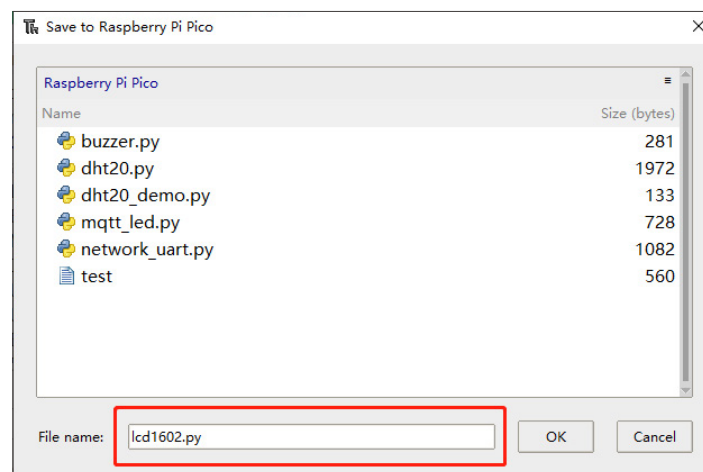 Save to Raspberry Pi Pico
Raspberry Pi Pico
Name Size (bytes)
buzzer.py 281
dht20.py 1972
dht20_demo.py 133
mqtt_led.py 728
network_uart.py 1082
test 560
File name: lcd1602.py OK Cancel